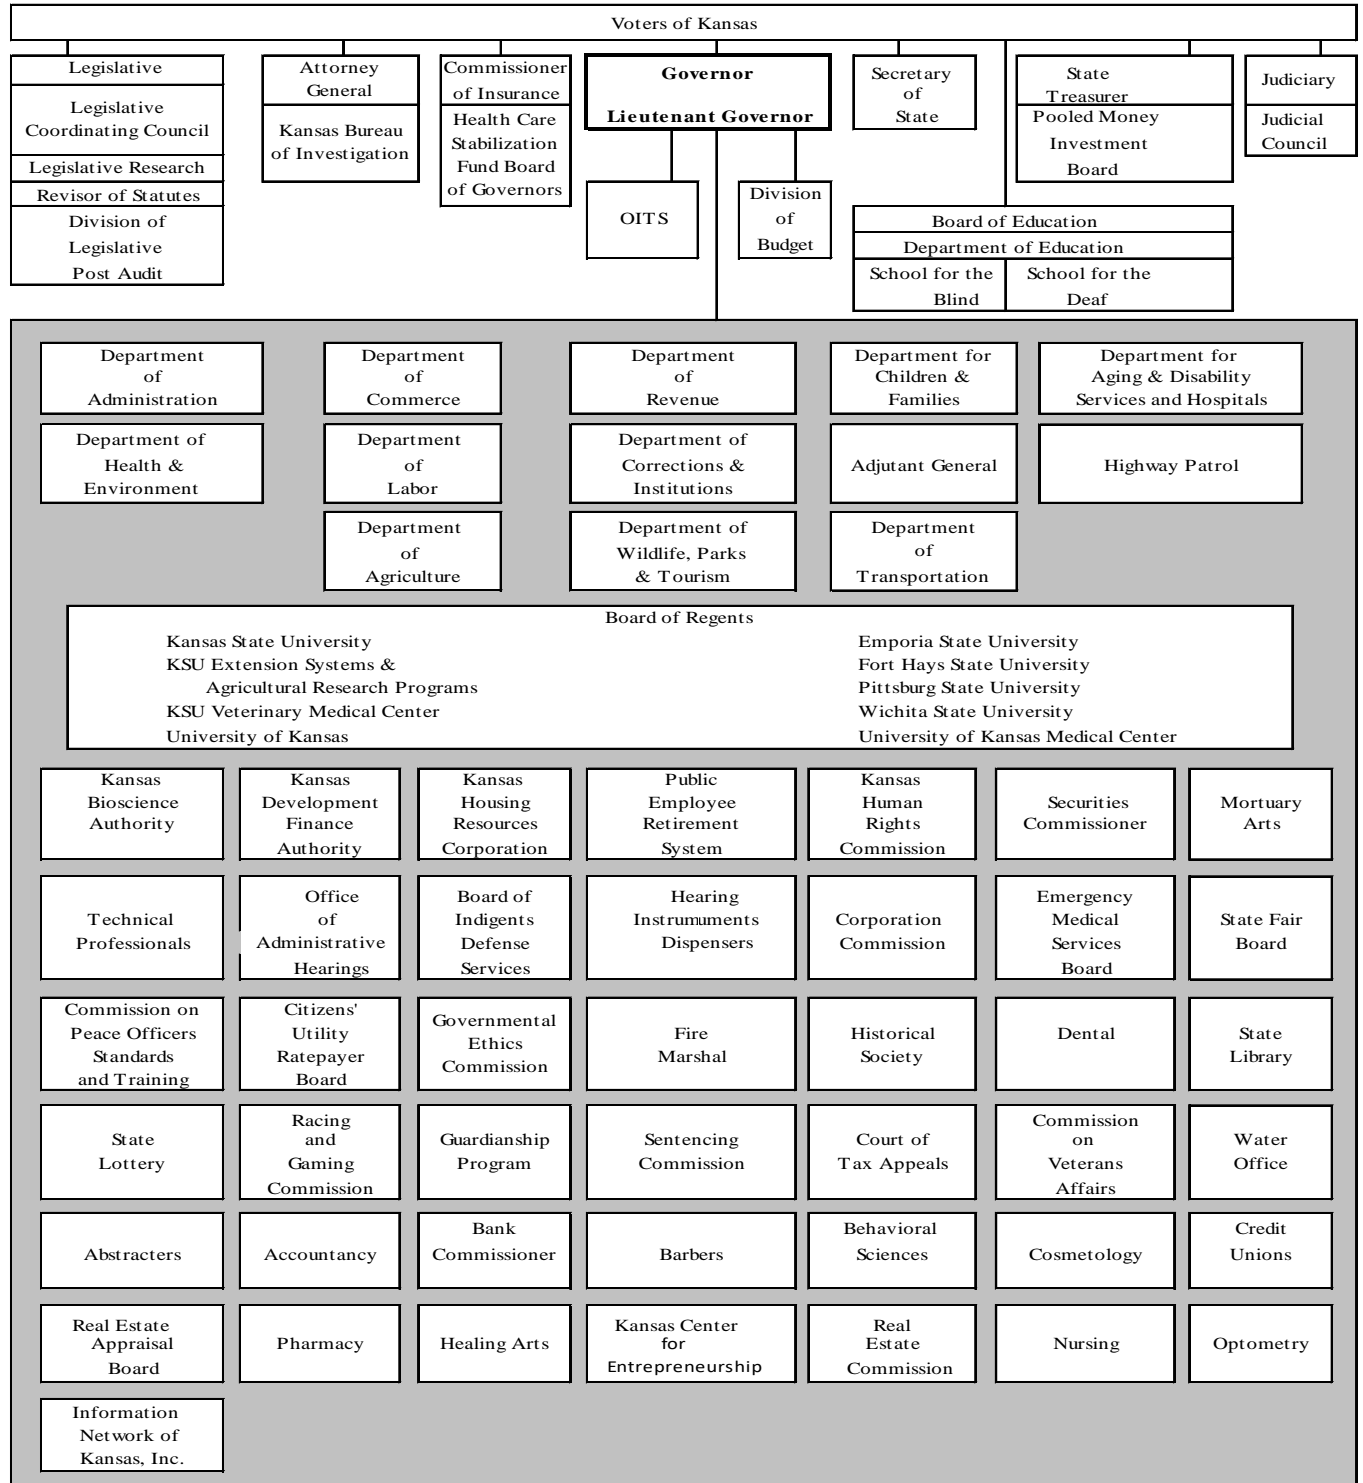 Voters of Kansas
Legislative
Legislative
Coordinating Council
Legislative Research
Revisor of Statutes
Division of
Legislative
Post Audit
Attorney
General
Kansas Bureau
of Investigation
Commissioner
of Insurance
Health Care
Stabilization
Fund Board
of Governors
Governor
Lieutenant Governor
OITS
Division
of
Budget
Secretary
of
State
State
Treasurer
Pooled Money
Investment
Board
Judiciary
Judicial
Council
Board of Education
Department of Education
School for the
Blind
School for the
Deaf
Department
of
Administration
Department
of
Commerce
Department
of
Revenue
Department for
Children &
Families
Department for
Aging & Disability
Services and Hospitals
Department of
Health &
Environment
Department
of
Labor
Department of
Corrections &
Institutions
Adjutant General
Highway Patrol
Department
of
Agriculture
Department of
Wildlife, Parks
& Tourism
Department
of
Transportation
Board of Regents
Kansas State University
KSU Extension Systems &
Agricultural Research Programs
KSU Veterinary Medical Center
University of Kansas
Emporia State University
Fort Hays State University
Pittsburg State University
Wichita State University
University of Kansas Medical Center
Kansas
Bioscience
Authority
Kansas
Development
Finance
Authority
Kansas
Housing
Resources
Corporation
Public
Employee
Retirement
System
Kansas
Human
Rights
Commission
Securities
Commissioner
Mortuary
Arts
Technical
Professionals
Office
of
Administrative
Hearings
Board of
Indigents
Defense
Services
Hearing
Instrumuments
Dispensers
Corporation
Commission
Emergency
Medical
Services
Board
State Fair
Board
Commission on
Peace Officers
Standards
and Training
Citizens'
Utility
Ratepayer
Board
Governmental
Ethics
Commission
Fire
Marshal
Historical
Society
Dental
State
Library
State
Lottery
Racing
and
Gaming
Commission
Guardianship
Program
Sentencing
Commission
Court of
Tax Appeals
Commission
on
Veterans
Affairs
Water
Office
Abstracters
Accountancy
Bank
Commissioner
Barbers
Behavioral
Sciences
Cosmetology
Credit
Unions
Real Estate
Appraisal
Board
Pharmacy
Healing Arts
Kansas Center
for
Entrepreneurship
Real
Estate
Commission
Nursing
Optometry
Information
Network of
Kansas, Inc.